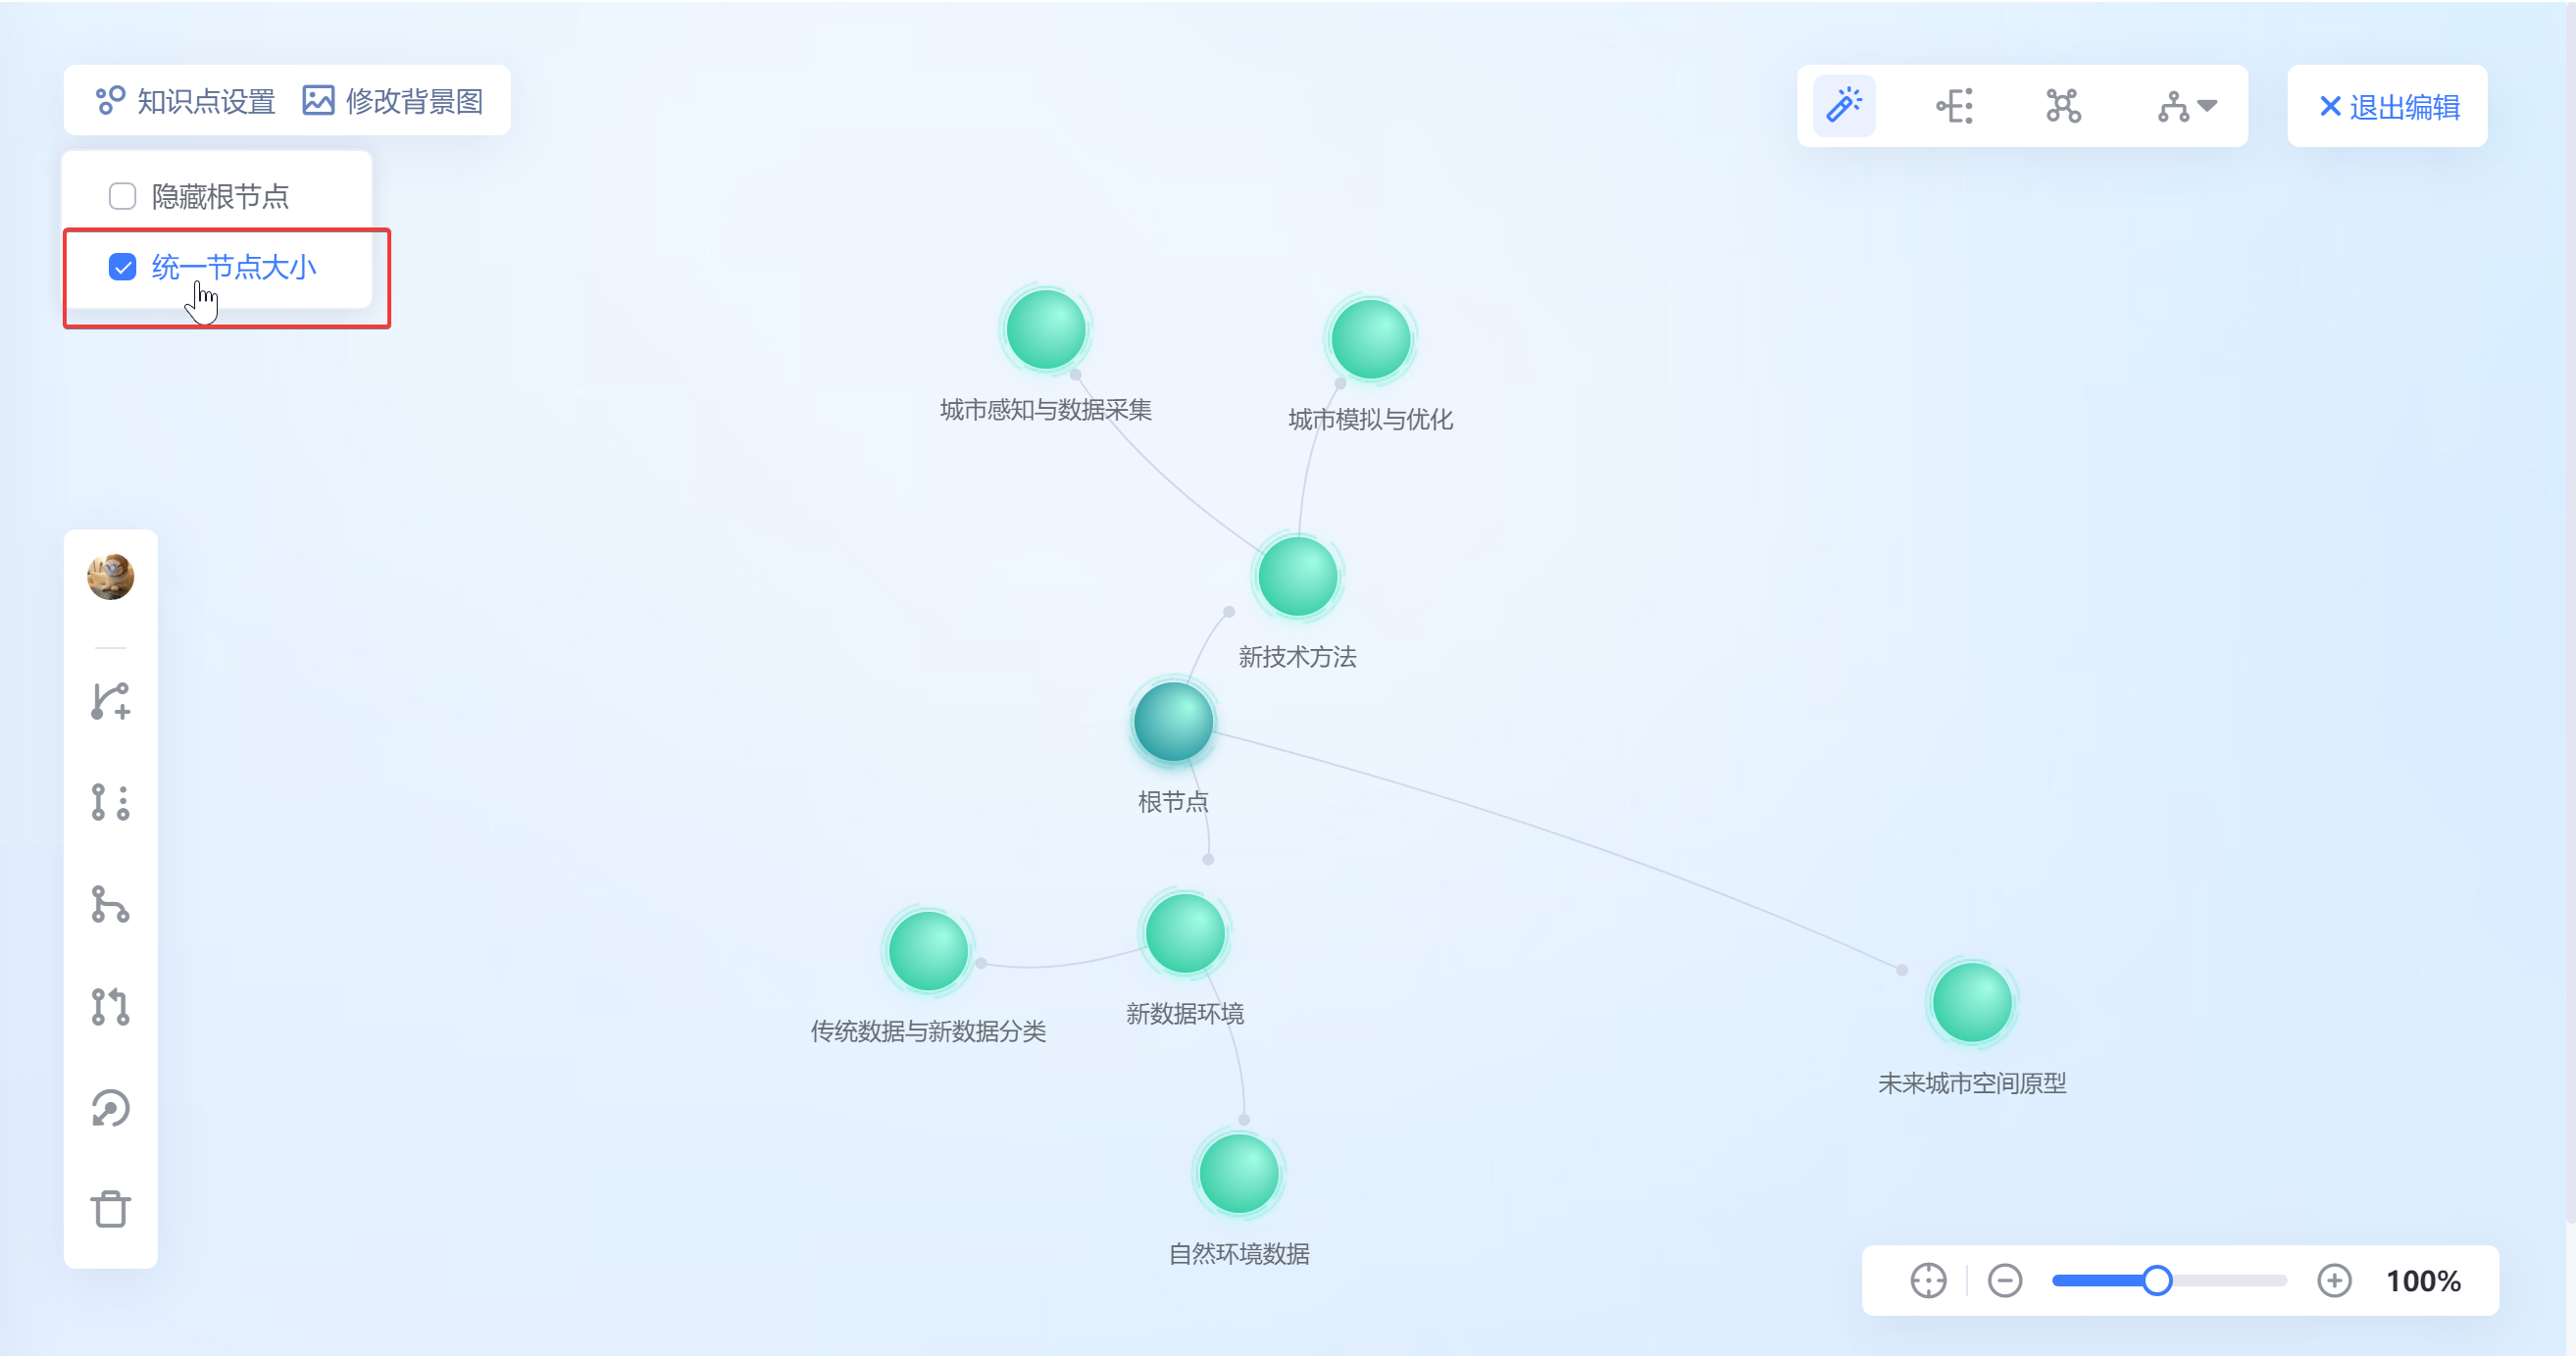 知识点设置 修改背景图
退出编辑
隐藏根节点
统一节点大小
城市感知与数据采集
城市模拟与优化
新技术方法
根节点
新数据环境
传统数据与新数据分类
未来城市空间原型
自然环境数据
100%